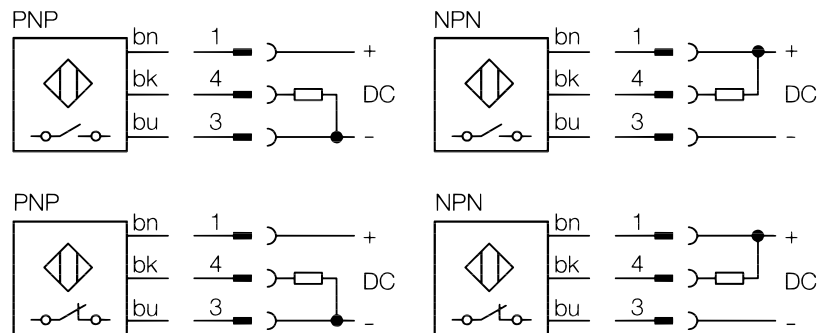 PNP
bn 1 +
bk 4 DC
bu 3 -
NPN
bn 1 +
bk 4 DC
bu 3 -
PNP
bn 1 +
bk 4 DC
bu 3 -
NPN
bn 1 +
bk 4 DC
bu 3 -